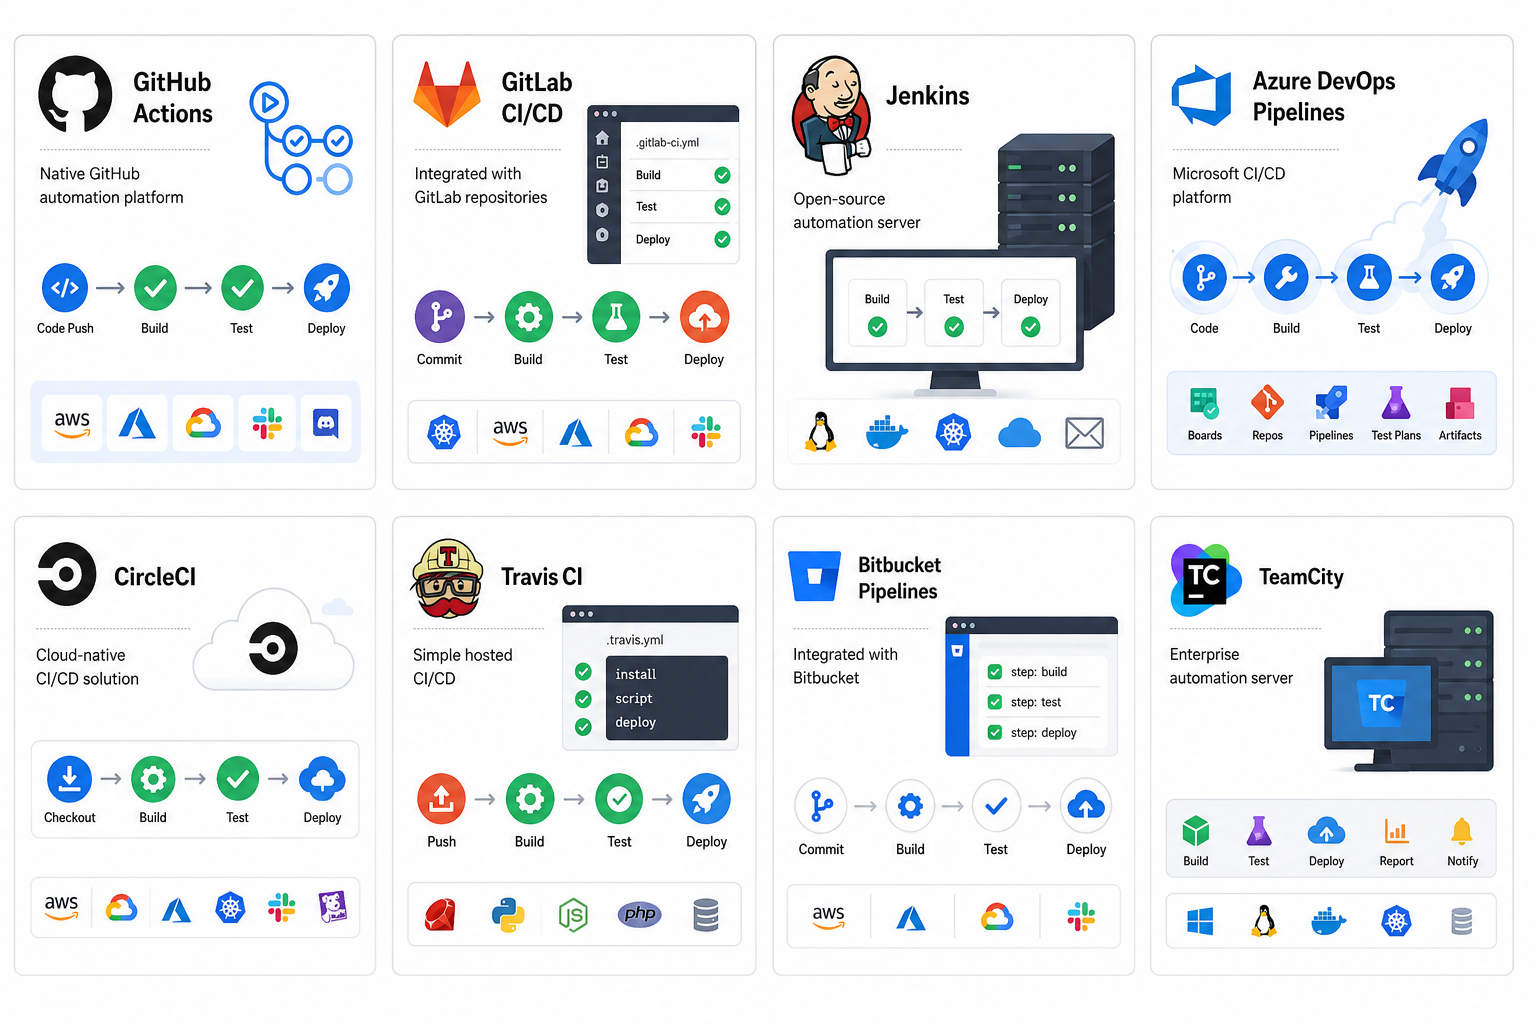 GitHub
Actions
Native GitHub
automation platform
Code Push
Build
Test
Deploy
aws
GitLab
CI/CD
Integrated with
GitLab repositories
.gitlab-ci.yml
Build
Test
Deploy
Commit
Build
Test
Deploy
aws
Jenkins
Open-source
automation server
Build
Test
Deploy
Azure DevOps
Pipelines
Microsoft CI/CD
platform
Code
Build
Test
Deploy
Boards
Repos
Pipelines
Test Plans
Artifacts
CircleCI
Cloud-native
CI/CD solution
Checkout
Build
Test
Deploy
aws
T
Travis CI
Simple hosted
CI/CD
.travis.yml
install
script
deploy
Push
Build
Test
Deploy
JS
php
Bitbucket
Pipelines
Integrated with
Bitbucket
step: build
step: test
step: deploy
Commit
Build
Test
Deploy
aws
TC
TeamCity
Enterprise
automation server
TC
Build
Test
Deploy
Report
Notify